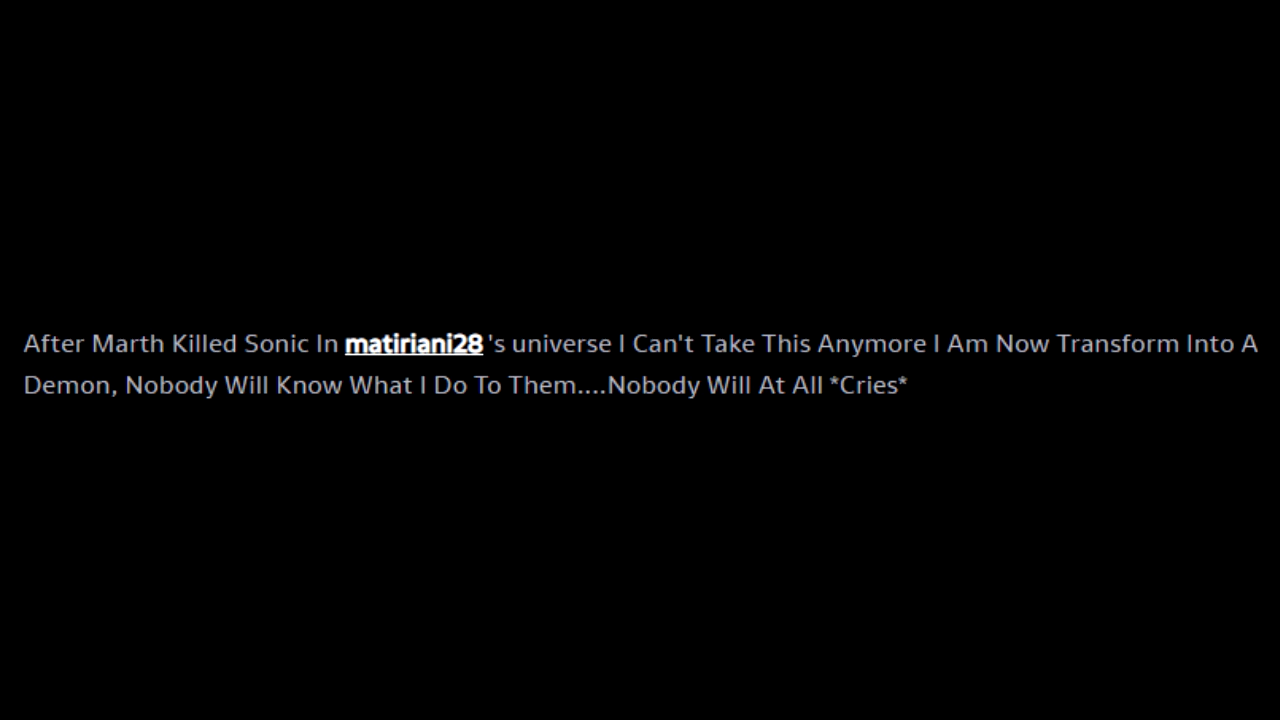 After Marth Killed Sonic In matiriani28 's universe I Can't Take This Anymore I Am Now Transform Into A
Demon, Nobody Will Know What I Do To Them....Nobody Will At All *Cries*